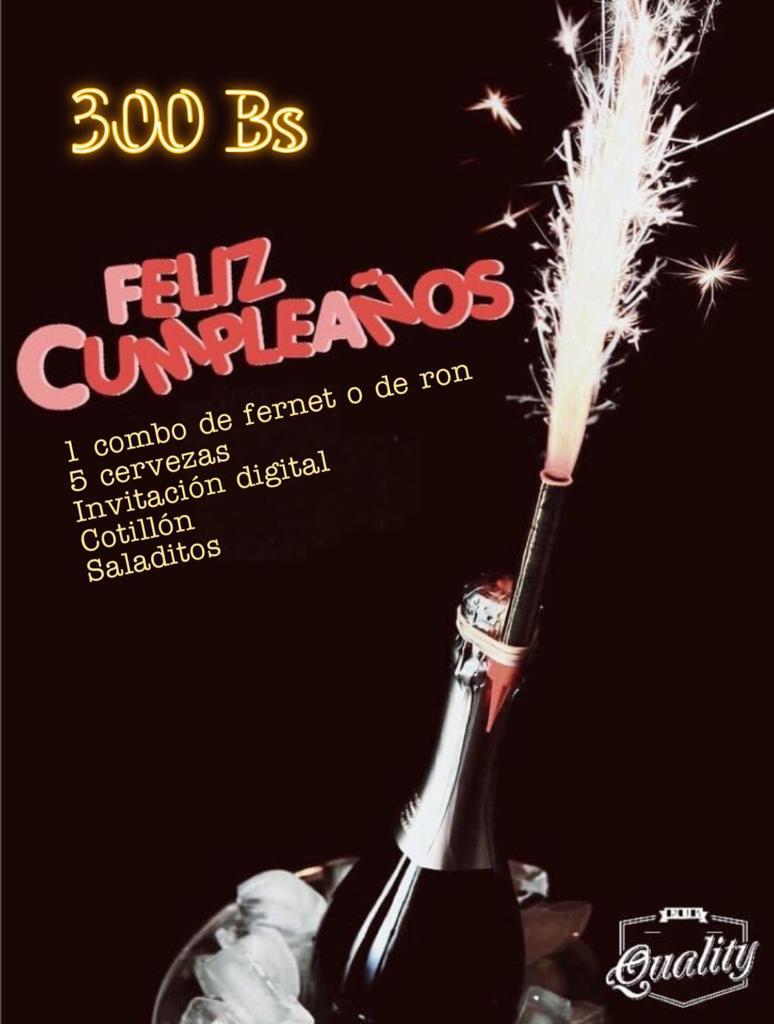 300 Bs
FELIZ
CUMPLEAÑOS
1 combo de fernet o de ron
5 cervezas
Invitación digital
Cotillón
Saladitos
Quality